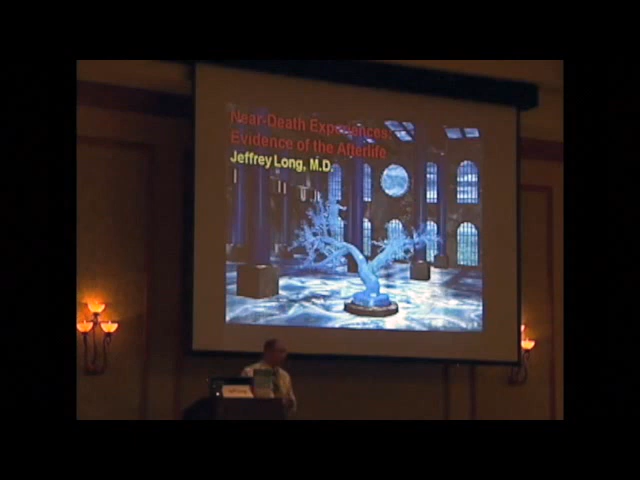 Near-Death Experiences:
Evidence of the Afterlife
Jeffrey Long, M.D.